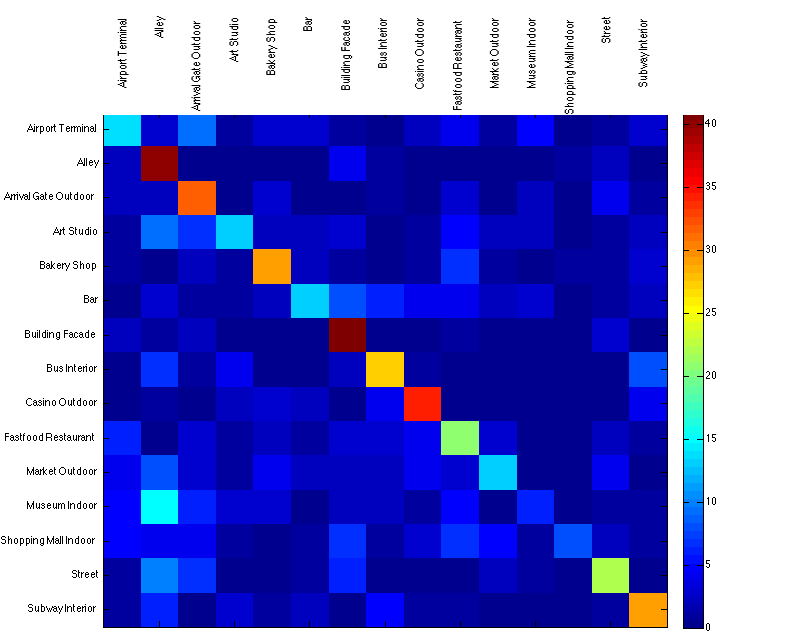 Airport Terminal
Alley
Arrival Gate Outdoor
Art Studio
Bakery Shop
Bar
Building Facade
Bus Interior
Casino Outdoor
Fastfood Restaurant
Market Outdoor
Museum Indoor
Shopping Mall Indoor
Street
Subway Interior
Airport Terminal
Alley
Arrival Gate Outdoor
Art Studio
Bakery Shop
Bar
Building Facade
Bus Interior
Casino Outdoor
Fastfood Restaurant
Market Outdoor
Museum Indoor
Shopping Mall Indoor
Street
Subway Interior
40
35
30
25
20
15
10
5
0